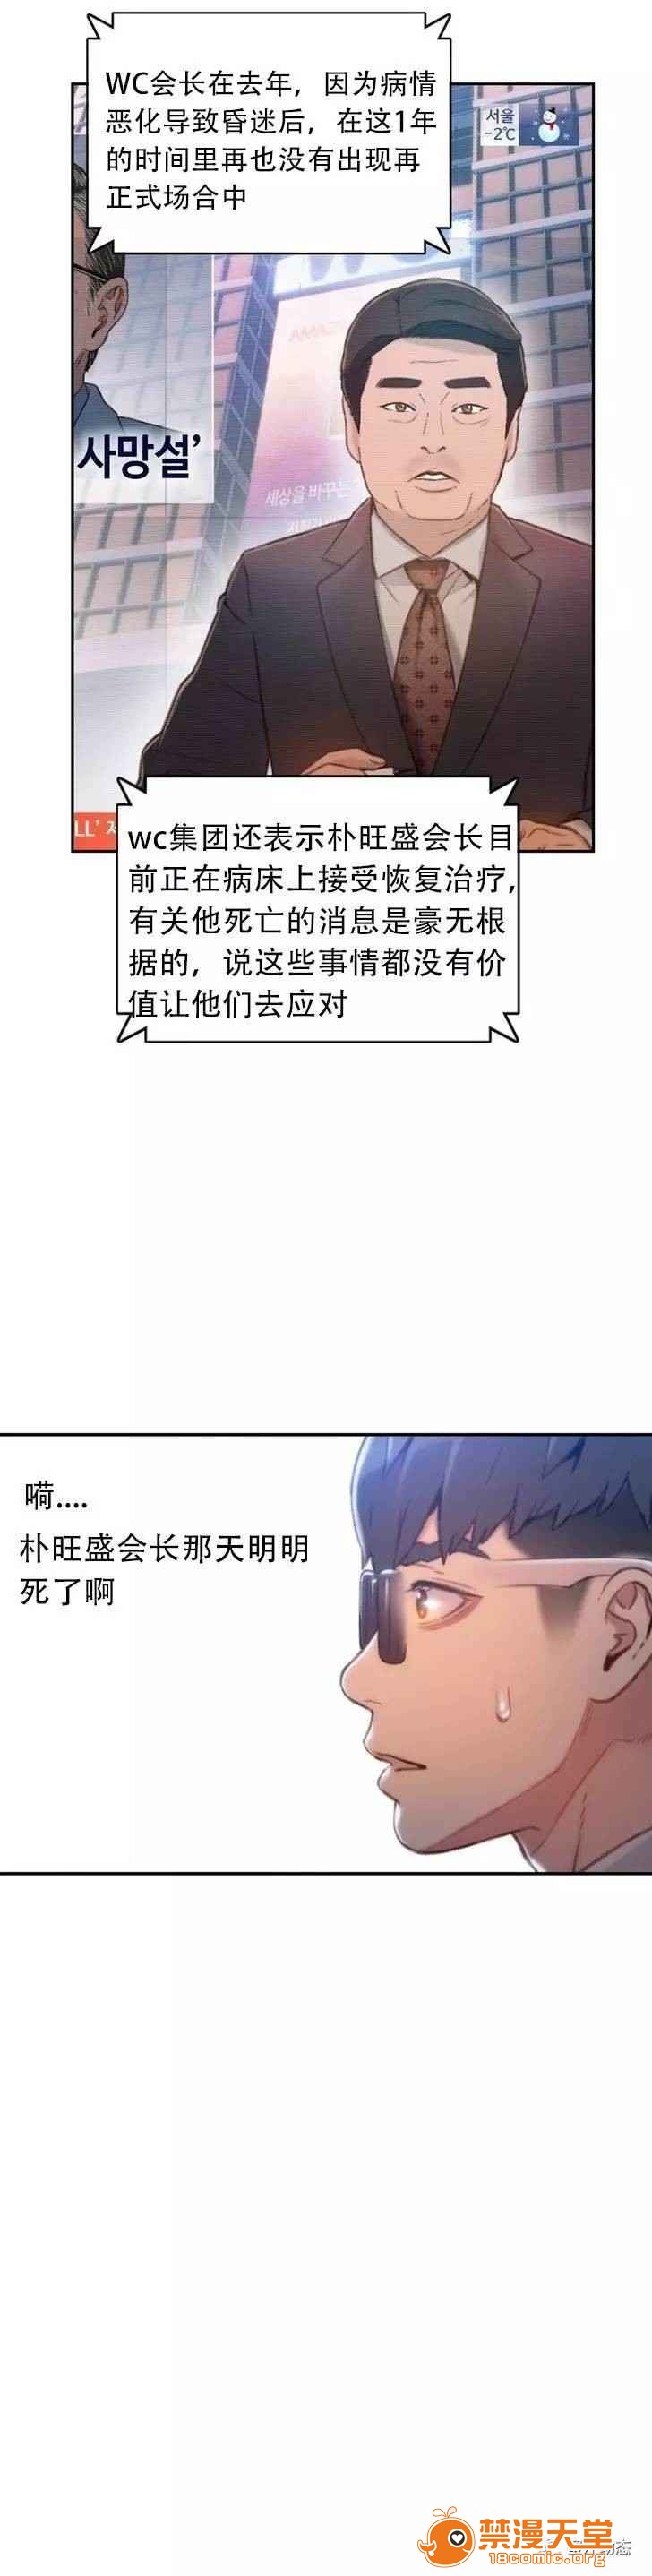 WC会长在去年，因为病情
恶化导致昏迷后，在这1年
的时间里再也没有出现再
正式场合中
서울
-2℃
AMAZ
사망설’
세상을 바꾸는
LL’
wc集团还表示朴旺盛会长目
前正在病床上接受恢复治疗,
有关他死亡的消息是豪无根
据的，说这些事情都没有价
值让他们去应对
嗬....
朴旺盛会长那天明明
死了啊
禁漫天堂
18comic.org